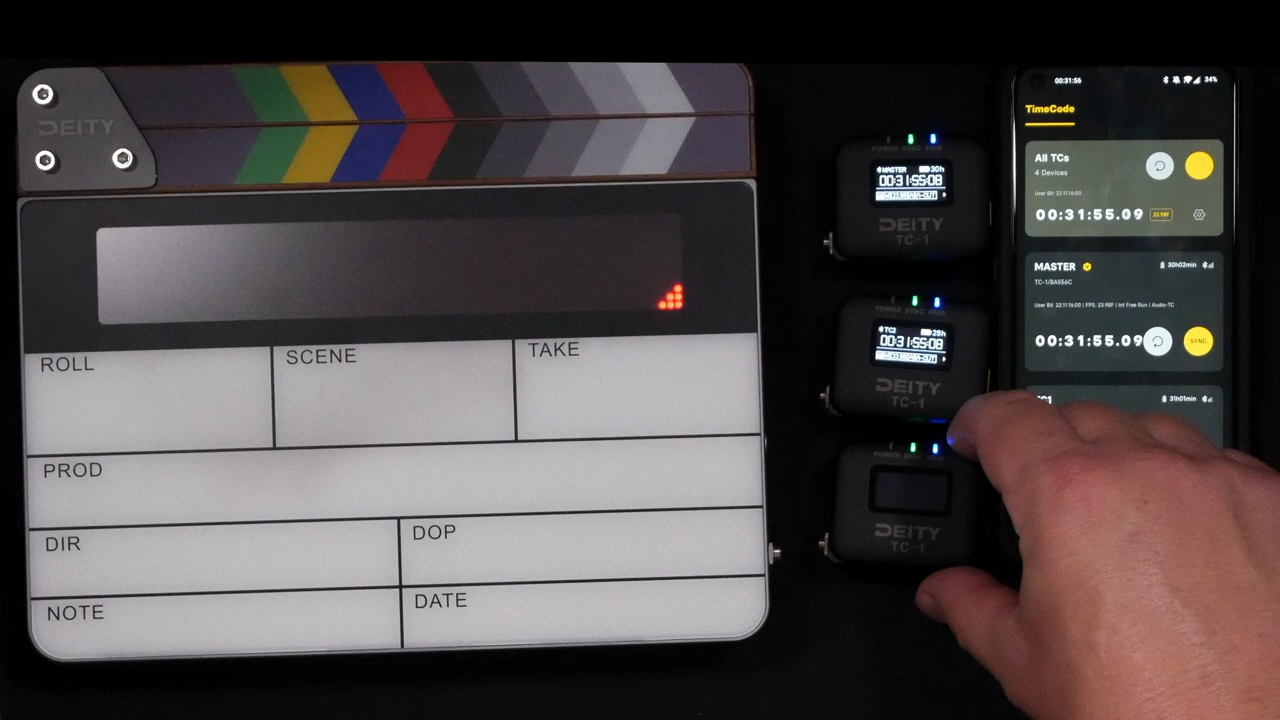 DEITY
ROLL
SCENE
TAKE
PROD
DIR
DOP
NOTE
DATE
POWER SYNC PAIR
MASTER 30h
00:31:55:08
DEITY
TC-1
POWER SYNC PAIR
TC2 29h
00:31:55:08
DEITY
TC-1
POWER SYNC PAIR
DEITY
TC-1
00:31:56
34%
TimeCode
All TCs
4 Devices
User Bit: 22:11:16:00
00:31:55.09 23.98F
MASTER 30h02min
TC-1/BA556C
User Bit: 22:11:16:00 | FPS: 23.98F | Int Free Run | Audio-TC
00:31:55.09 SYNC
31h01min